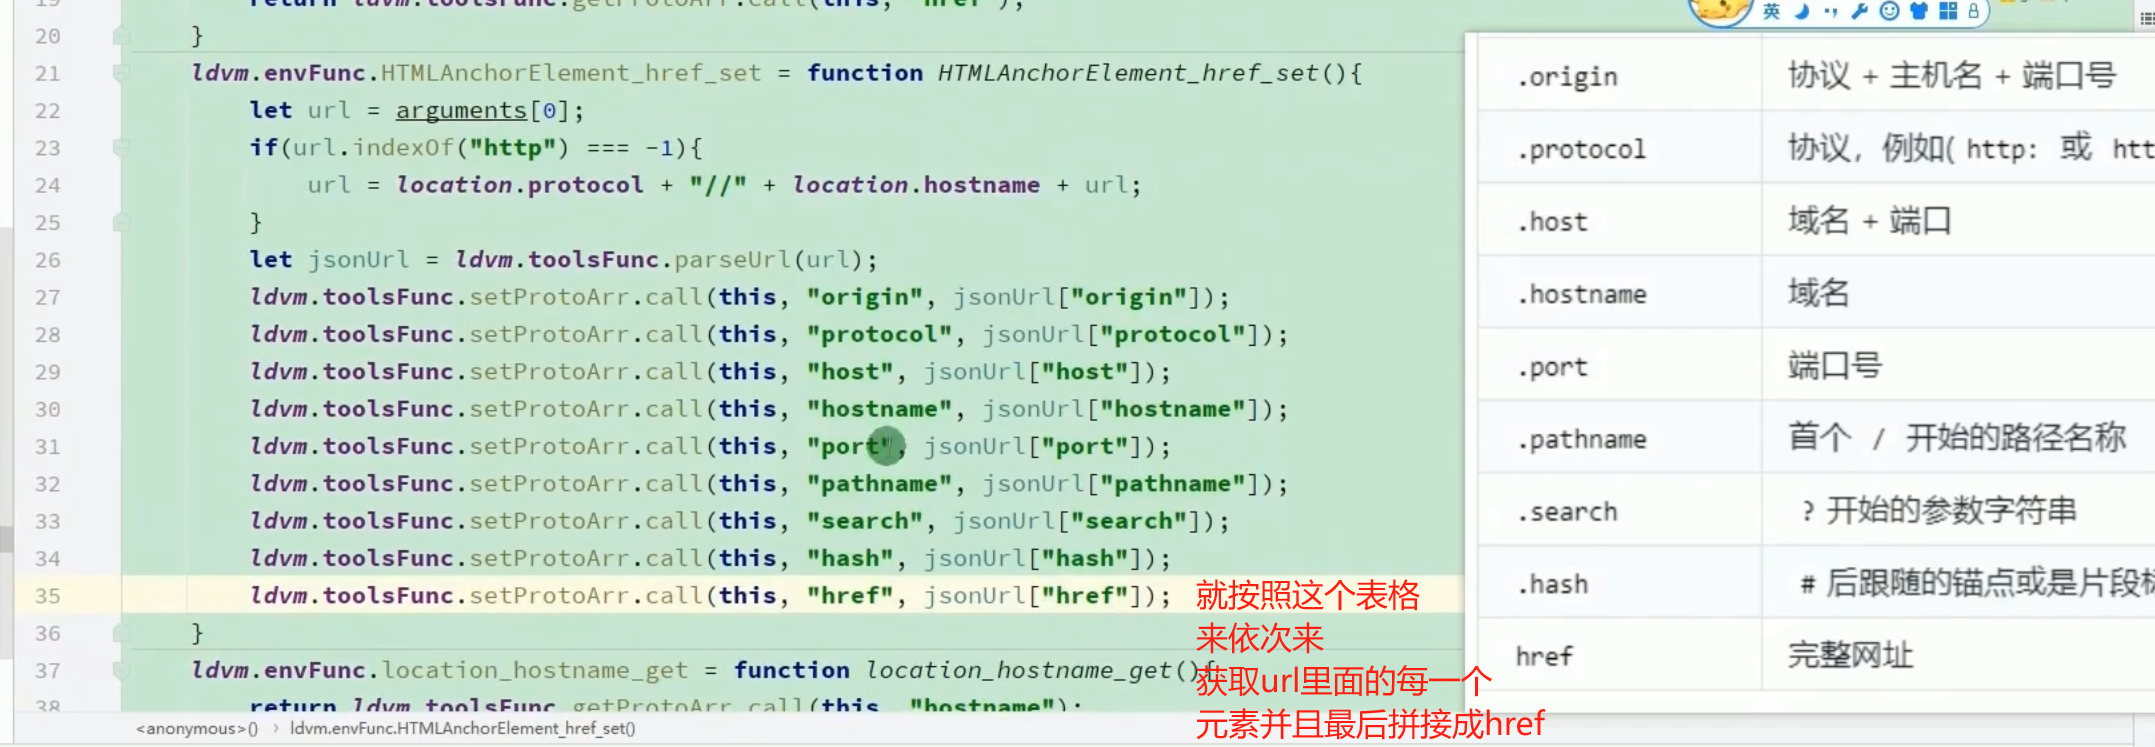 19 return ldvm.toolsFunc.getProtoArr.call(this, "href");
20 }
21 ldvm.envFunc.HTMLAnchorElement_href_set = function HTMLAnchorElement_href_set(){
22 let url = arguments[0];
23 if(url.indexOf("http") === -1){
24 url = location.protocol + "//" + location.hostname + url;
25 }
26 let jsonUrl = ldvm.toolsFunc.parseUrl(url);
27 ldvm.toolsFunc.setProtoArr.call(this, "origin", jsonUrl["origin"]);
28 ldvm.toolsFunc.setProtoArr.call(this, "protocol", jsonUrl["protocol"]);
29 ldvm.toolsFunc.setProtoArr.call(this, "host", jsonUrl["host"]);
30 ldvm.toolsFunc.setProtoArr.call(this, "hostname", jsonUrl["hostname"]);
31 ldvm.toolsFunc.setProtoArr.call(this, "port", jsonUrl["port"]);
32 ldvm.toolsFunc.setProtoArr.call(this, "pathname", jsonUrl["pathname"]);
33 ldvm.toolsFunc.setProtoArr.call(this, "search", jsonUrl["search"]);
34 ldvm.toolsFunc.setProtoArr.call(this, "hash", jsonUrl["hash"]);
35 ldvm.toolsFunc.setProtoArr.call(this, "href", jsonUrl["href"]);
36 }
37 ldvm.envFunc.location_hostname_get = function location_hostname_get(){
38 return ldvm.toolsFunc.getProtoArr.call(this, "hostname");
<anonymous>() › ldvm.envFunc.HTMLAnchorElement_href_set()
就按照这个表格
来依次来
获取url里面的每一个
元素并且最后拼接成href
英
.origin 协议 + 主机名 + 端口号
.protocol 协议, 例如( http: 或 htt
.host 域名 + 端口
.hostname 域名
.port 端口号
.pathname 首个 / 开始的路径名称
.search ? 开始的参数字符串
.hash # 后跟随的锚点或是片段标
href 完整网址